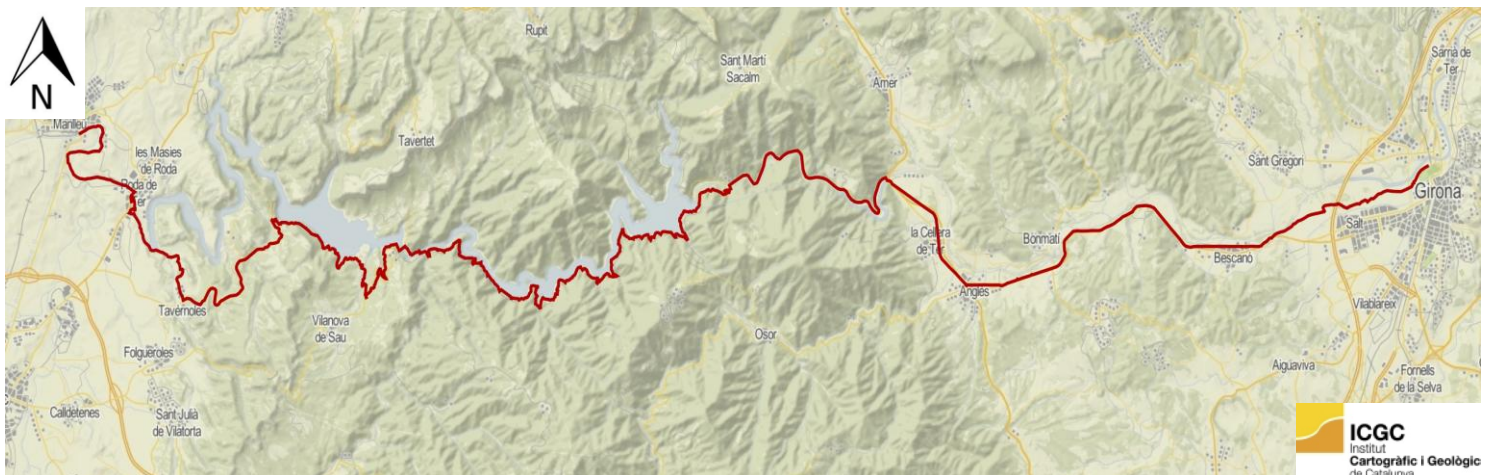 N
Rupit
Sant Martí
Sacalm
Amer
Sarrià de
Ter
Manlleu
les Masies
de Roda
Roda de
Ter
Tavertet
Sant Gregori
Girona
la Cellera
de Ter
Bonmatí
Salt
Bescanó
Anglès
Tavèrnoles
Vilanova
de Sau
Vilablareix
Osor
Folgueroles
Aiguaviva
Fornells
de la Selva
Calldetenes
Sant Julià
de Vilatorta
ICGC
Institut
Cartogràfic i Geològic
de Catalunya